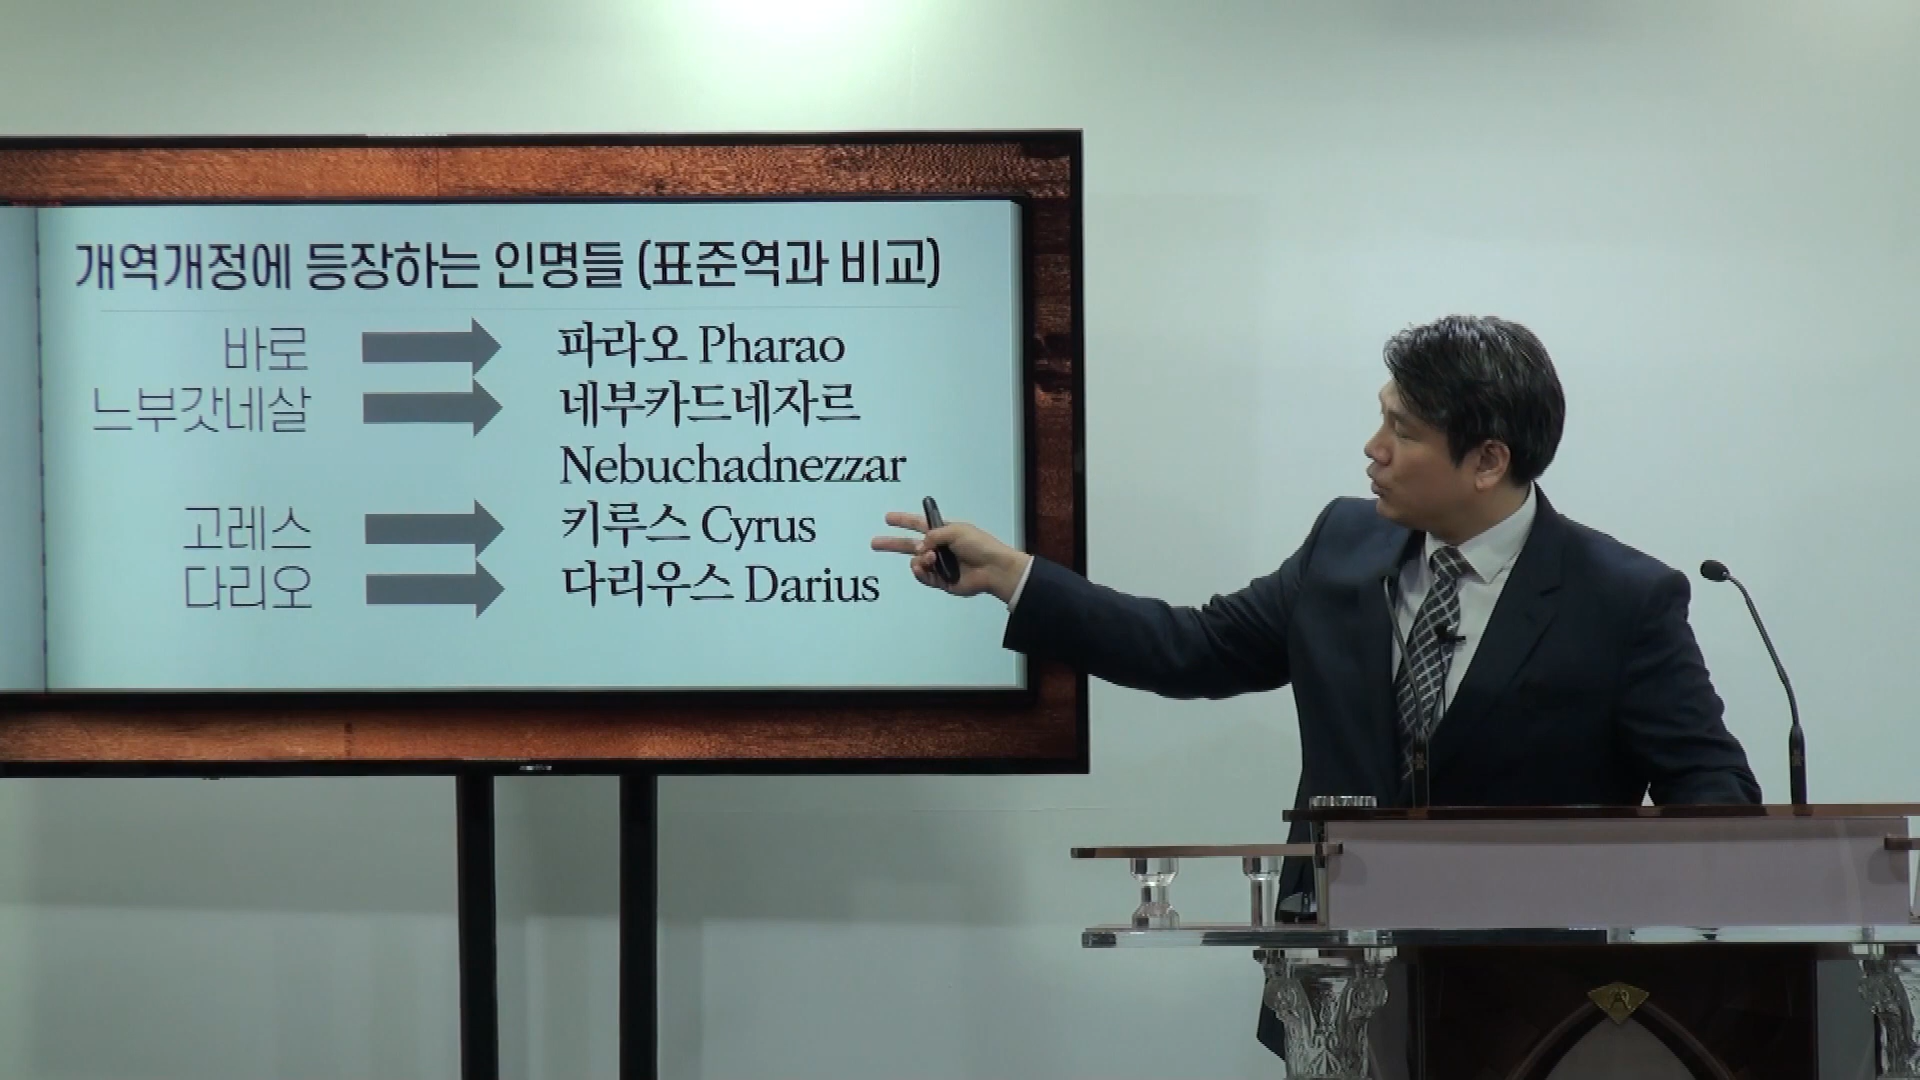 개역개정에 등장하는 인명들 (표준역과 비교)
바로 파라오 Pharao
느부갓네살 네부카드네자르
Nebuchadnezzar
고레스 키루스 Cyrus
다리오 다리우스 Darius